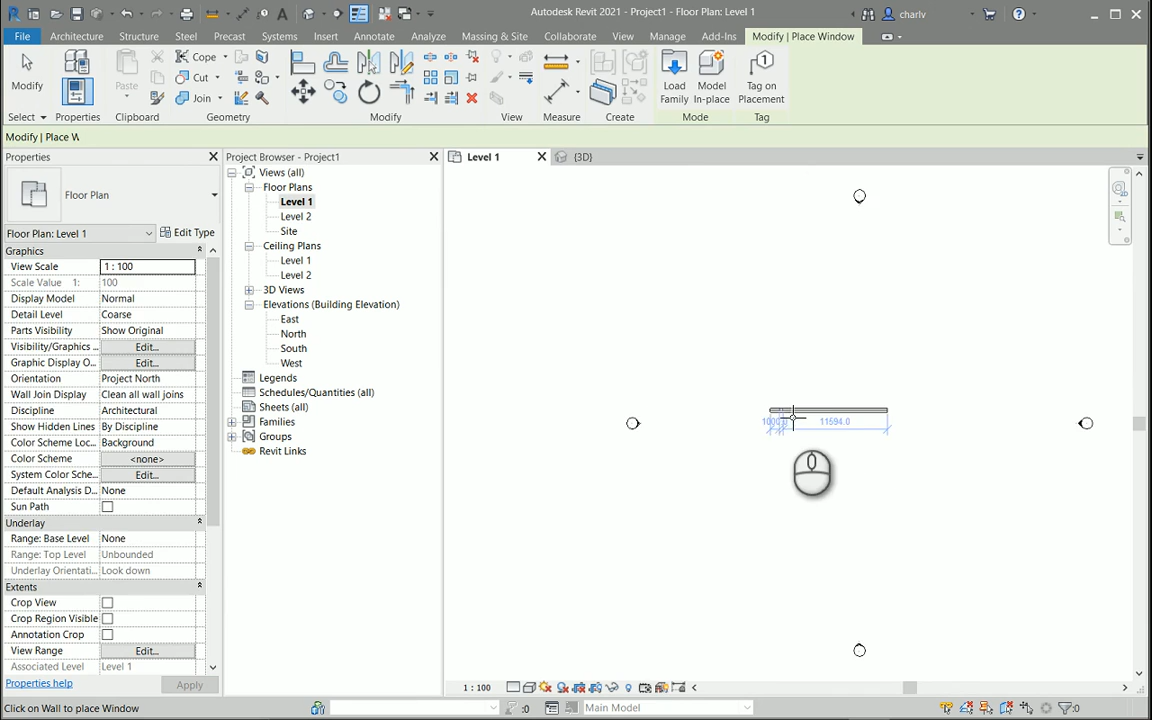 Autodesk Revit 2021 - Project1 - Floor Plan: Level 1
charlv
File Architecture Structure Steel Precast Systems Insert Annotate Analyze Massing & Site Collaborate View Manage Add-Ins Modify | Place Window
Modify
Paste
Cope
Cut
Join
Load Family
Model In-place
Tag on Placement
Select Properties Clipboard Geometry Modify View Measure Create Mode Tag
Modify | Place W
Properties
Floor Plan
Floor Plan: Level 1
Edit Type
Graphics
View Scale 1 : 100
Scale Value 1: 100
Display Model Normal
Detail Level Coarse
Parts Visibility Show Original
Visibility/Graphics ... Edit...
Graphic Display O... Edit...
Orientation Project North
Wall Join Display Clean all wall joins
Discipline Architectural
Show Hidden Lines By Discipline
Color Scheme Loc... Background
Color Scheme <none>
System Color Sche... Edit...
Default Analysis D... None
Sun Path
Underlay
Range: Base Level None
Range: Top Level Unbounded
Underlay Orientati... Look down
Extents
Crop View
Crop Region Visible
Annotation Crop
View Range Edit...
Associated Level Level 1
Properties help
Apply
Project Browser - Project1
Views (all)
Floor Plans
Level 1
Level 2
Site
Ceiling Plans
Level 1
Level 2
3D Views
Elevations (Building Elevation)
East
North
South
West
Legends
Schedules/Quantities (all)
Sheets (all)
Families
Groups
Revit Links
Level 1
{3D}
11594.0
1 : 100
Click on Wall to place Window
:0
Main Model
:0